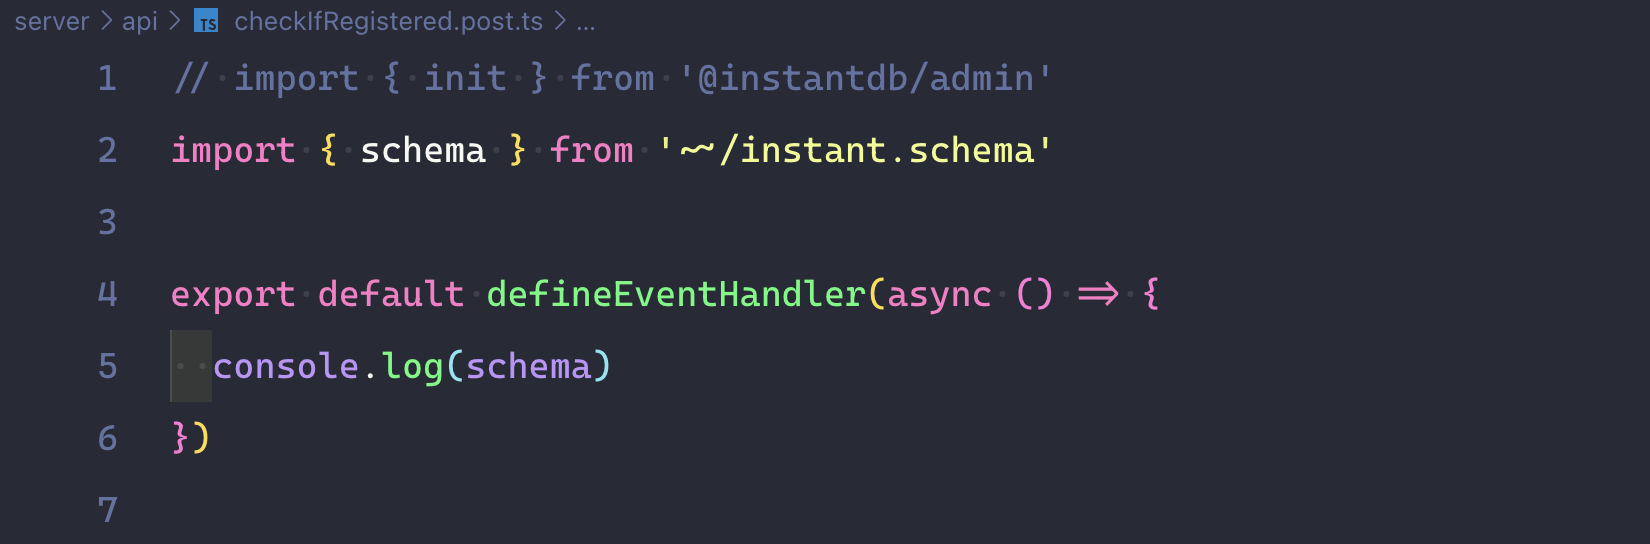 server > api > TS checkIfRegistered.post.ts > ...
1 // import { init } from '@instantdb/admin'
2 import { schema } from '~~/instant.schema'
3
4 export default defineEventHandler(async () => {
5 console.log(schema)
6 })
7